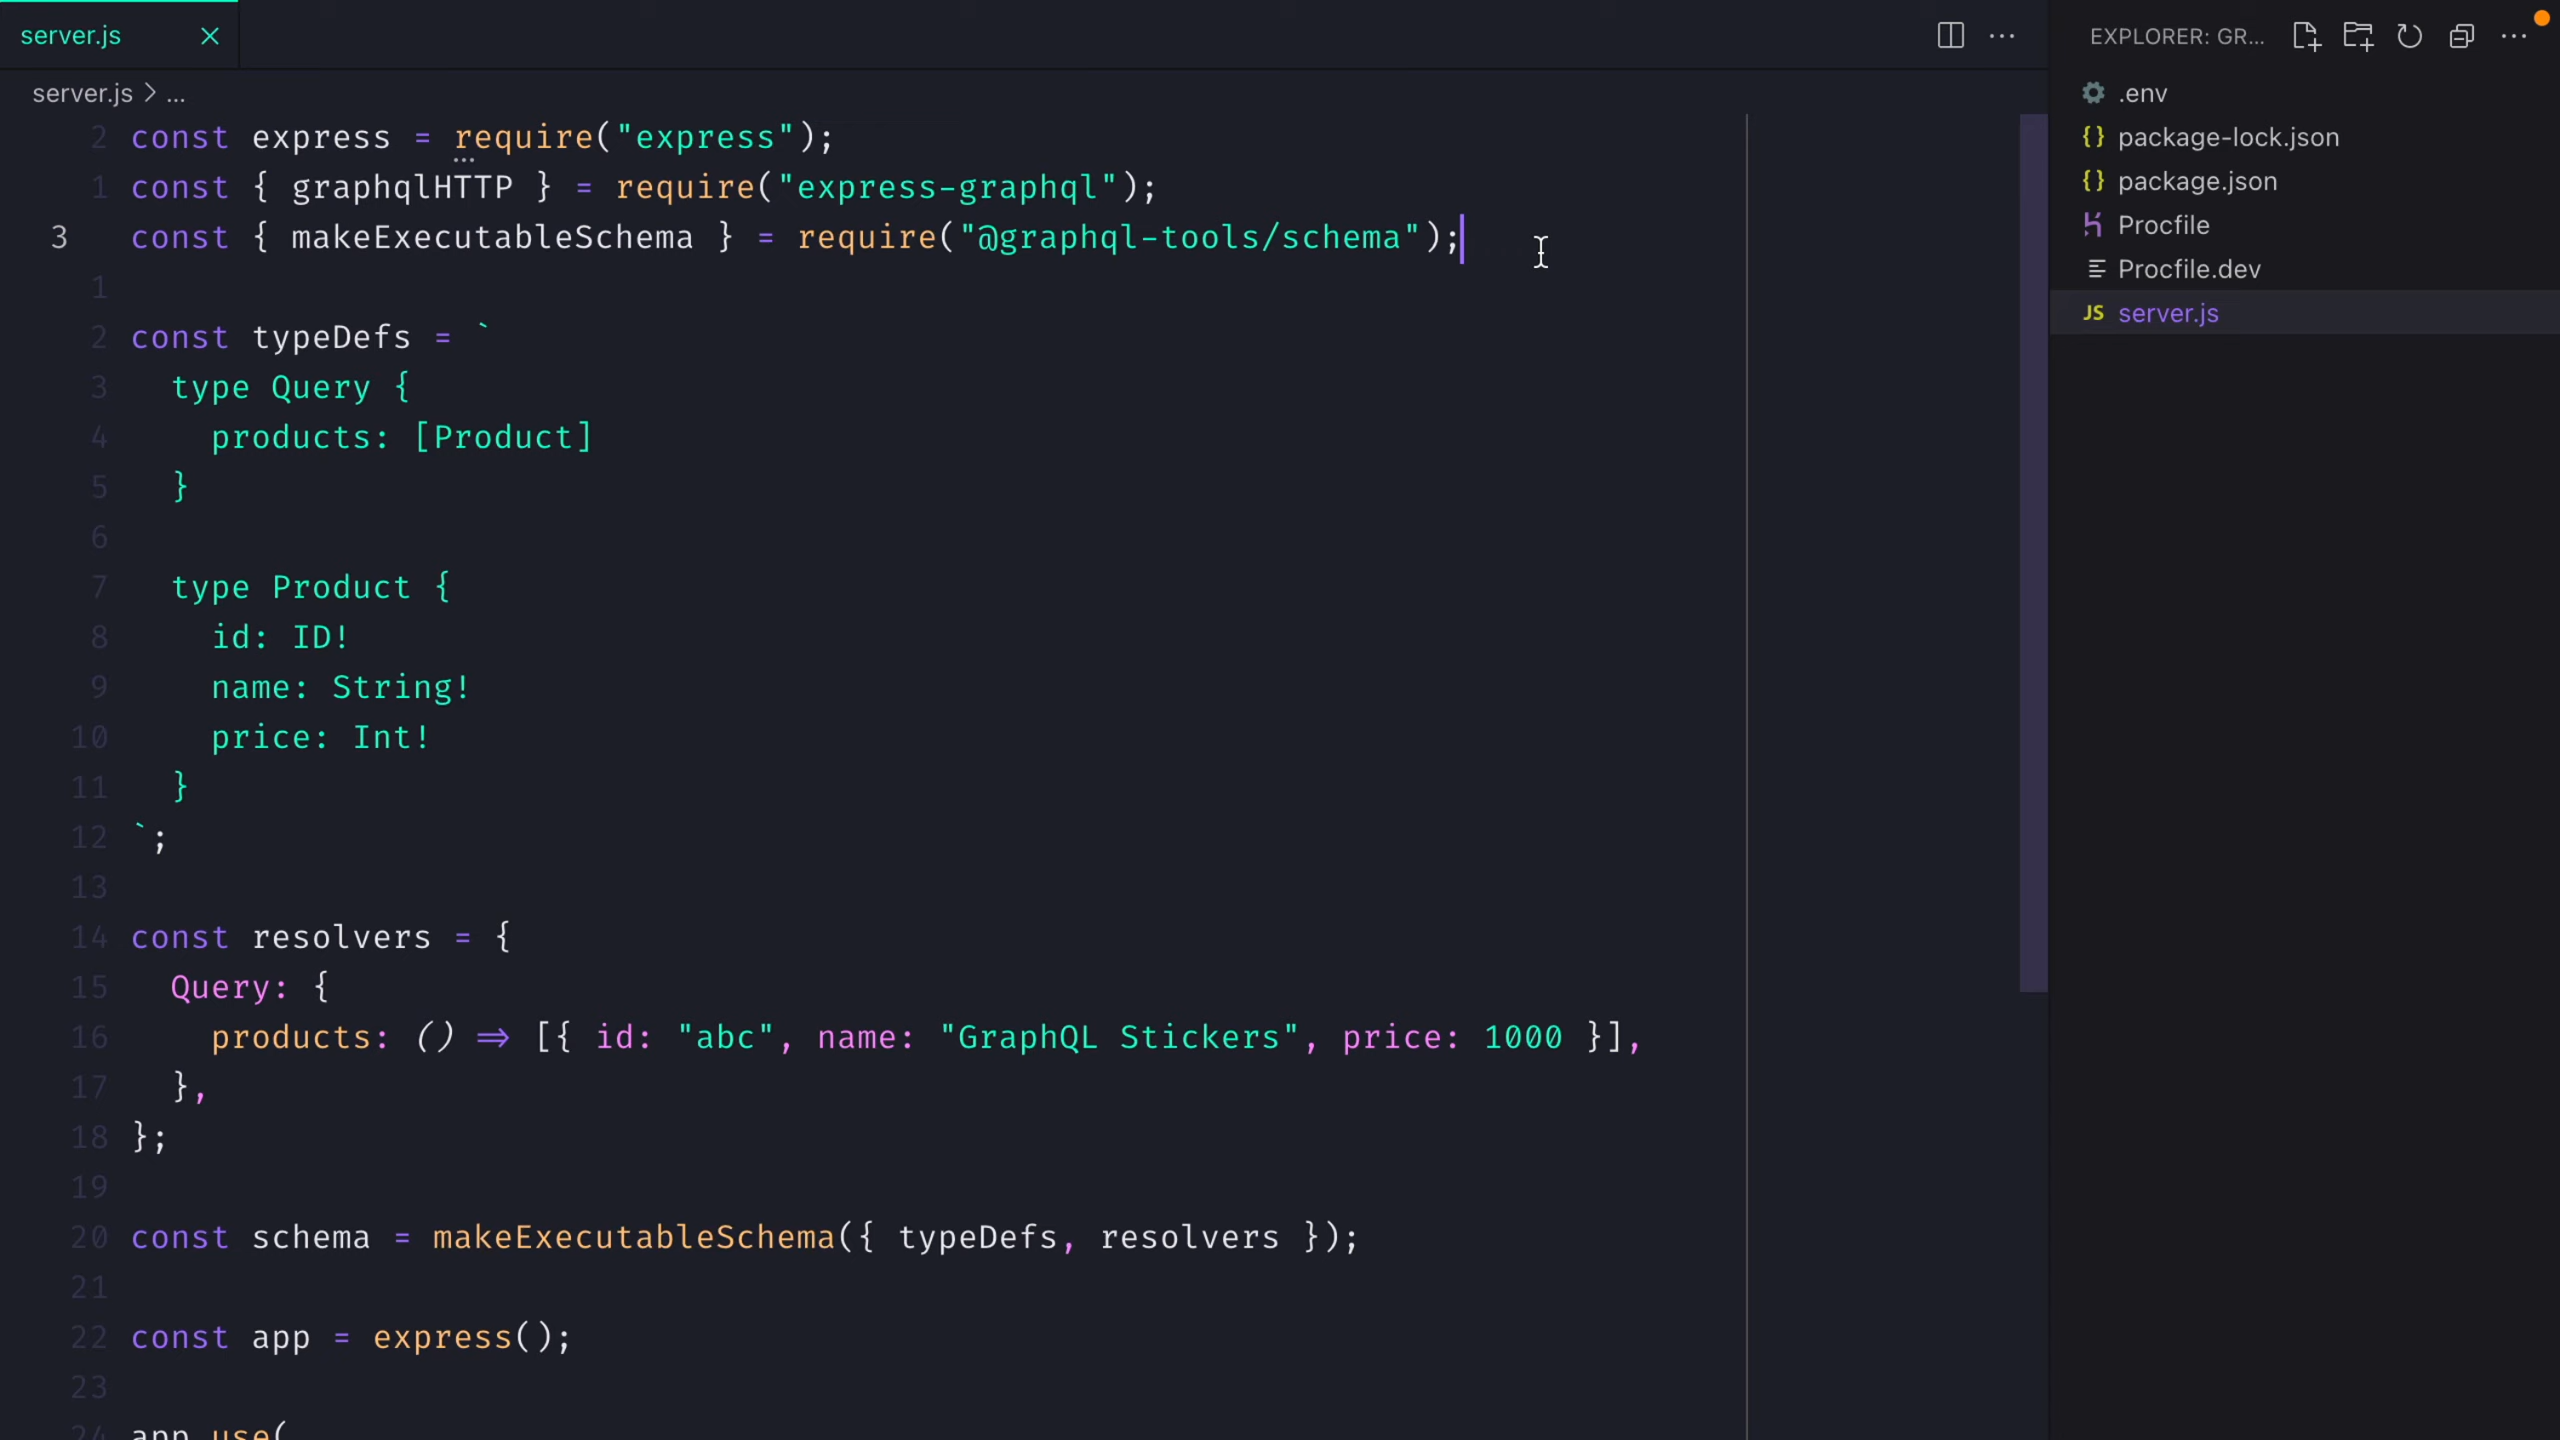 server.js
EXPLORER: GR...
server.js > ...
2 const express = require("express");
1 const { graphqlHTTP } = require("express-graphql");
3 const { makeExecutableSchema } = require("@graphql-tools/schema");
1
2 const typeDefs = `
3 type Query {
4 products: [Product]
5 }
6
7 type Product {
8 id: ID!
9 name: String!
10 price: Int!
11 }
12 `;
13
14 const resolvers = {
15 Query: {
16 products: () => [{ id: "abc", name: "GraphQL Stickers", price: 1000 }],
17 },
18 };
19
20 const schema = makeExecutableSchema({ typeDefs, resolvers });
21
22 const app = express();
23
24 app.use(
.env
{} package-lock.json
{} package.json
Procfile
Procfile.dev
JS server.js